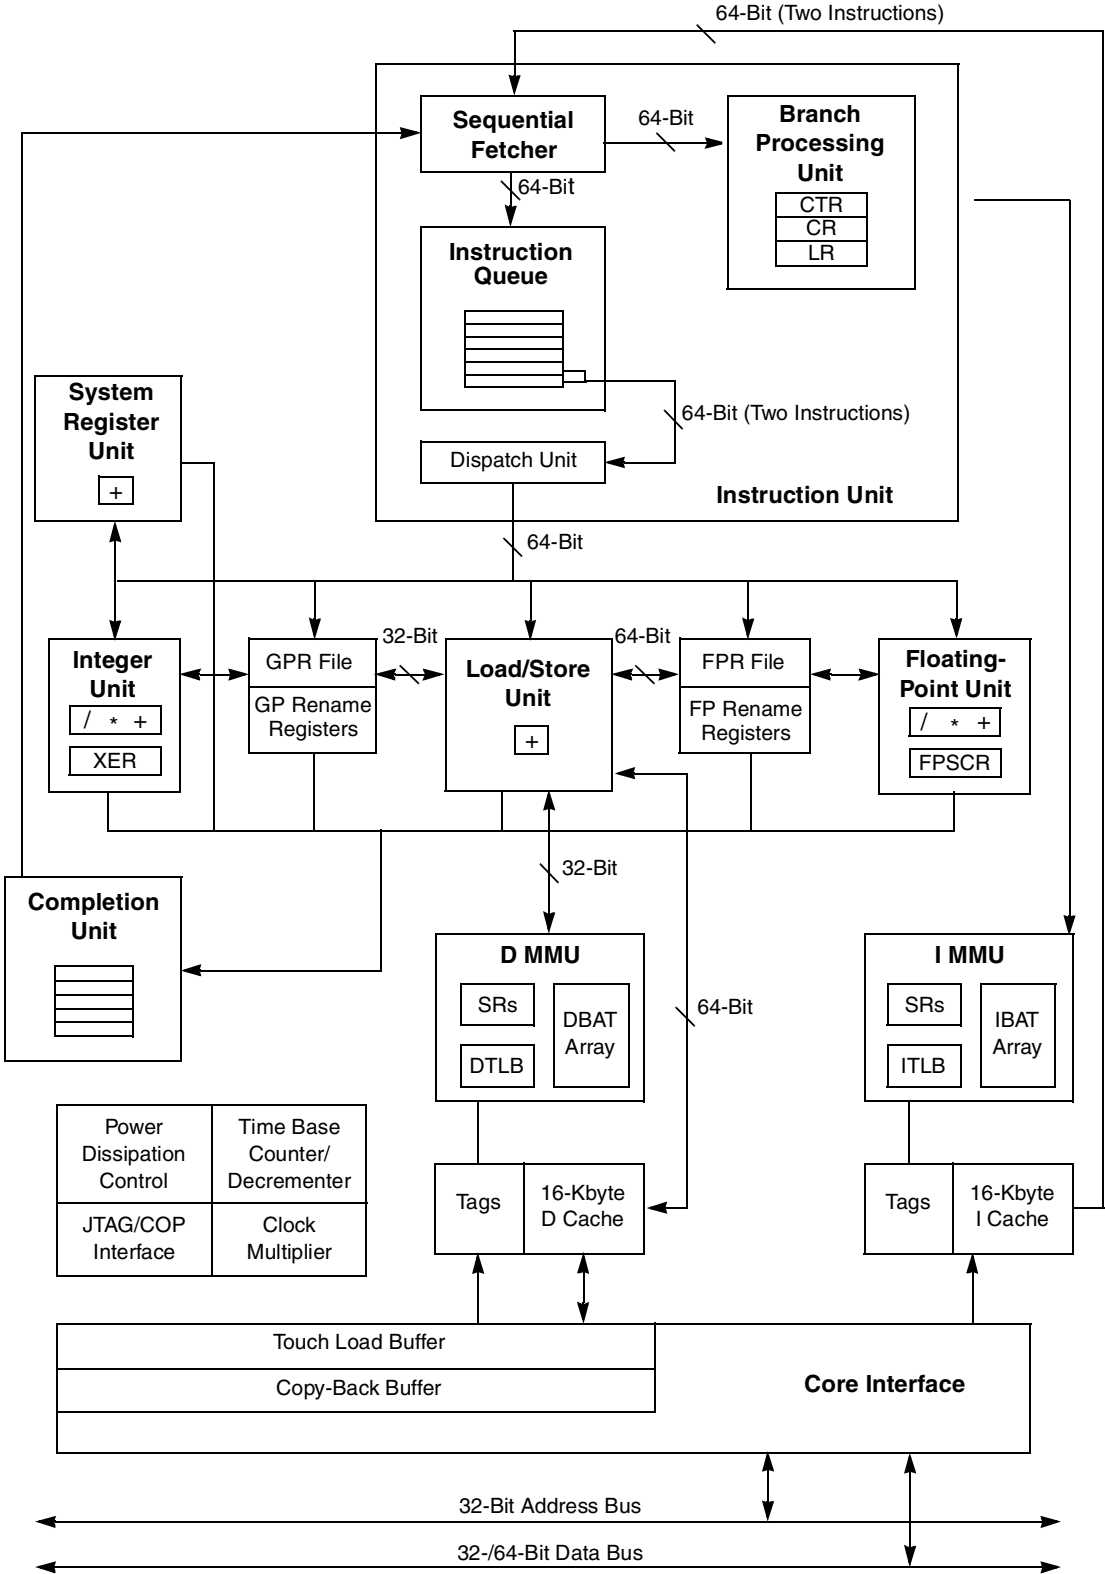 64-Bit (Two Instructions)
Sequential
Fetcher
64-Bit
Branch
Processing
Unit
CTR
CR
LR
64-Bit
Instruction
Queue
64-Bit (Two Instructions)
Dispatch Unit
Instruction Unit
System
Register
Unit
+
64-Bit
Integer
Unit
/ * +
XER
GPR File
GP Rename
Registers
32-Bit
Load/Store
Unit
+
64-Bit
FPR File
FP Rename
Registers
Floating-
Point Unit
/ * +
FPSCR
32-Bit
Completion
Unit
D MMU
SRs
DTLB
DBAT
Array
64-Bit
I MMU
SRs
ITLB
IBAT
Array
Power
Dissipation
Control
Time Base
Counter/
Decrementer
JTAG/COP
Interface
Clock
Multiplier
Tags
16-Kbyte
D Cache
Tags
16-Kbyte
I Cache
Touch Load Buffer
Copy-Back Buffer
Core Interface
32-Bit Address Bus
32-/64-Bit Data Bus